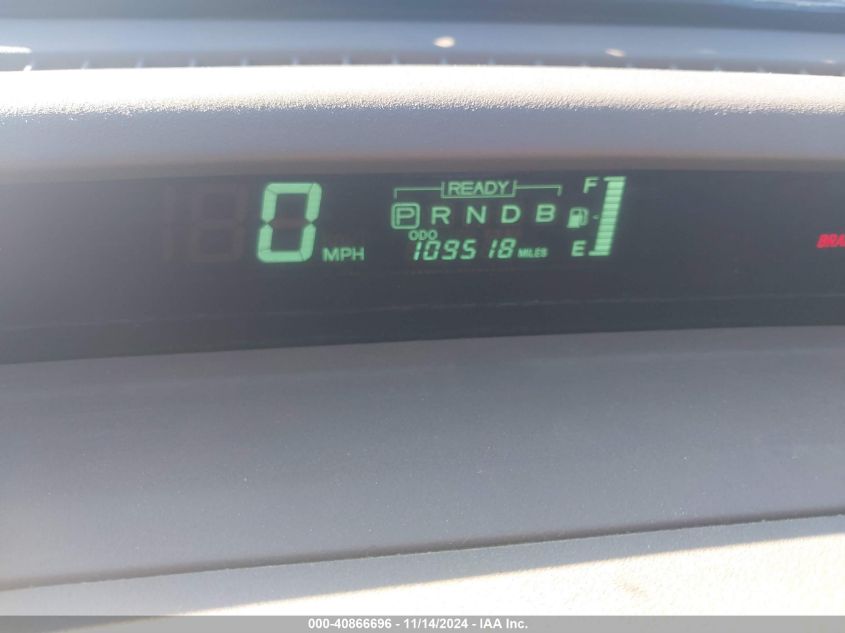 READY F
0 MPH P R N D B
ODO
109518 MILES E
000-40866696 - 11/14/2024 - IAA Inc.